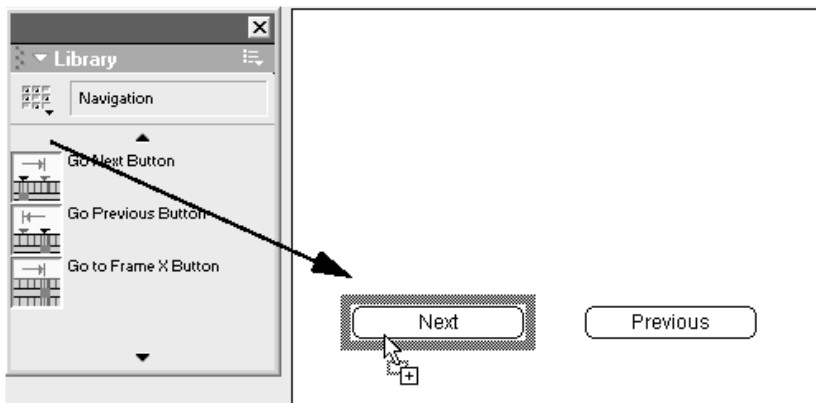 Library
Navigation
Go Next Button
Go Previous Button
Go to Frame X Button
Next
Previous